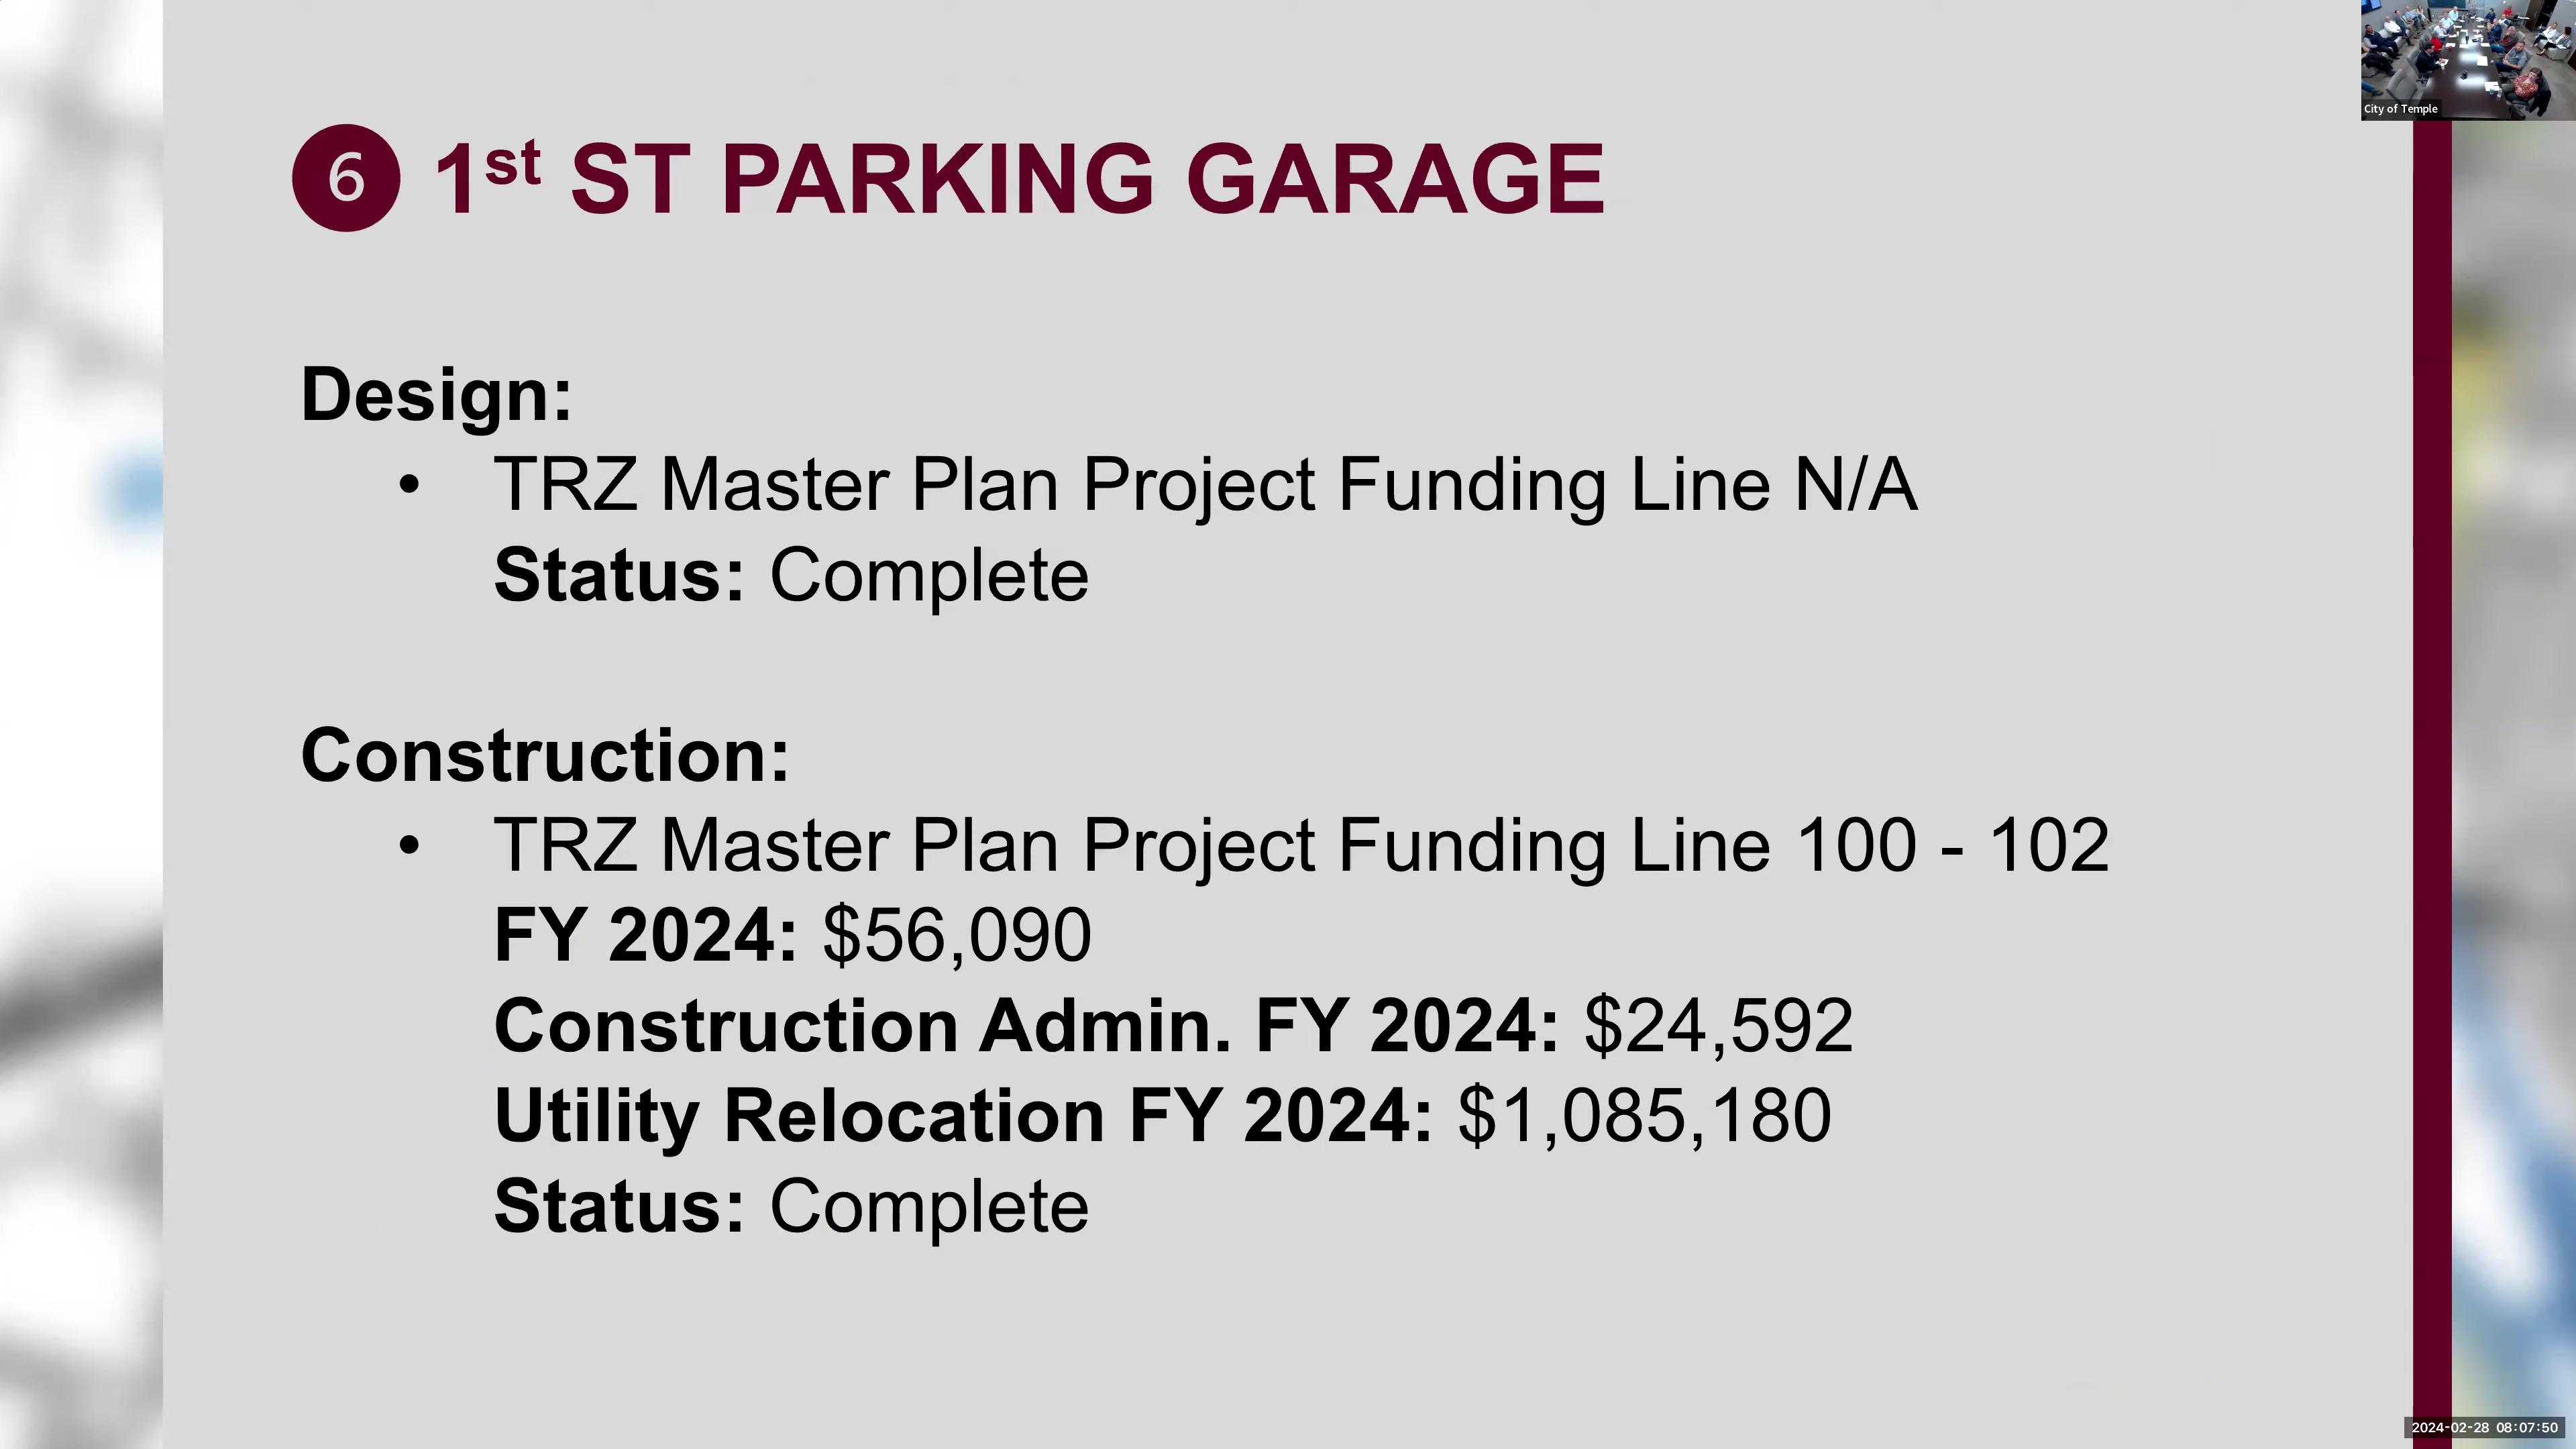 City of Temple
6 1st ST PARKING GARAGE
Design:
• TRZ Master Plan Project Funding Line N/A
Status: Complete
Construction:
• TRZ Master Plan Project Funding Line 100 - 102
FY 2024: $56,090
Construction Admin. FY 2024: $24,592
Utility Relocation FY 2024: $1,085,180
Status: Complete
2024-02-28 08:07:50